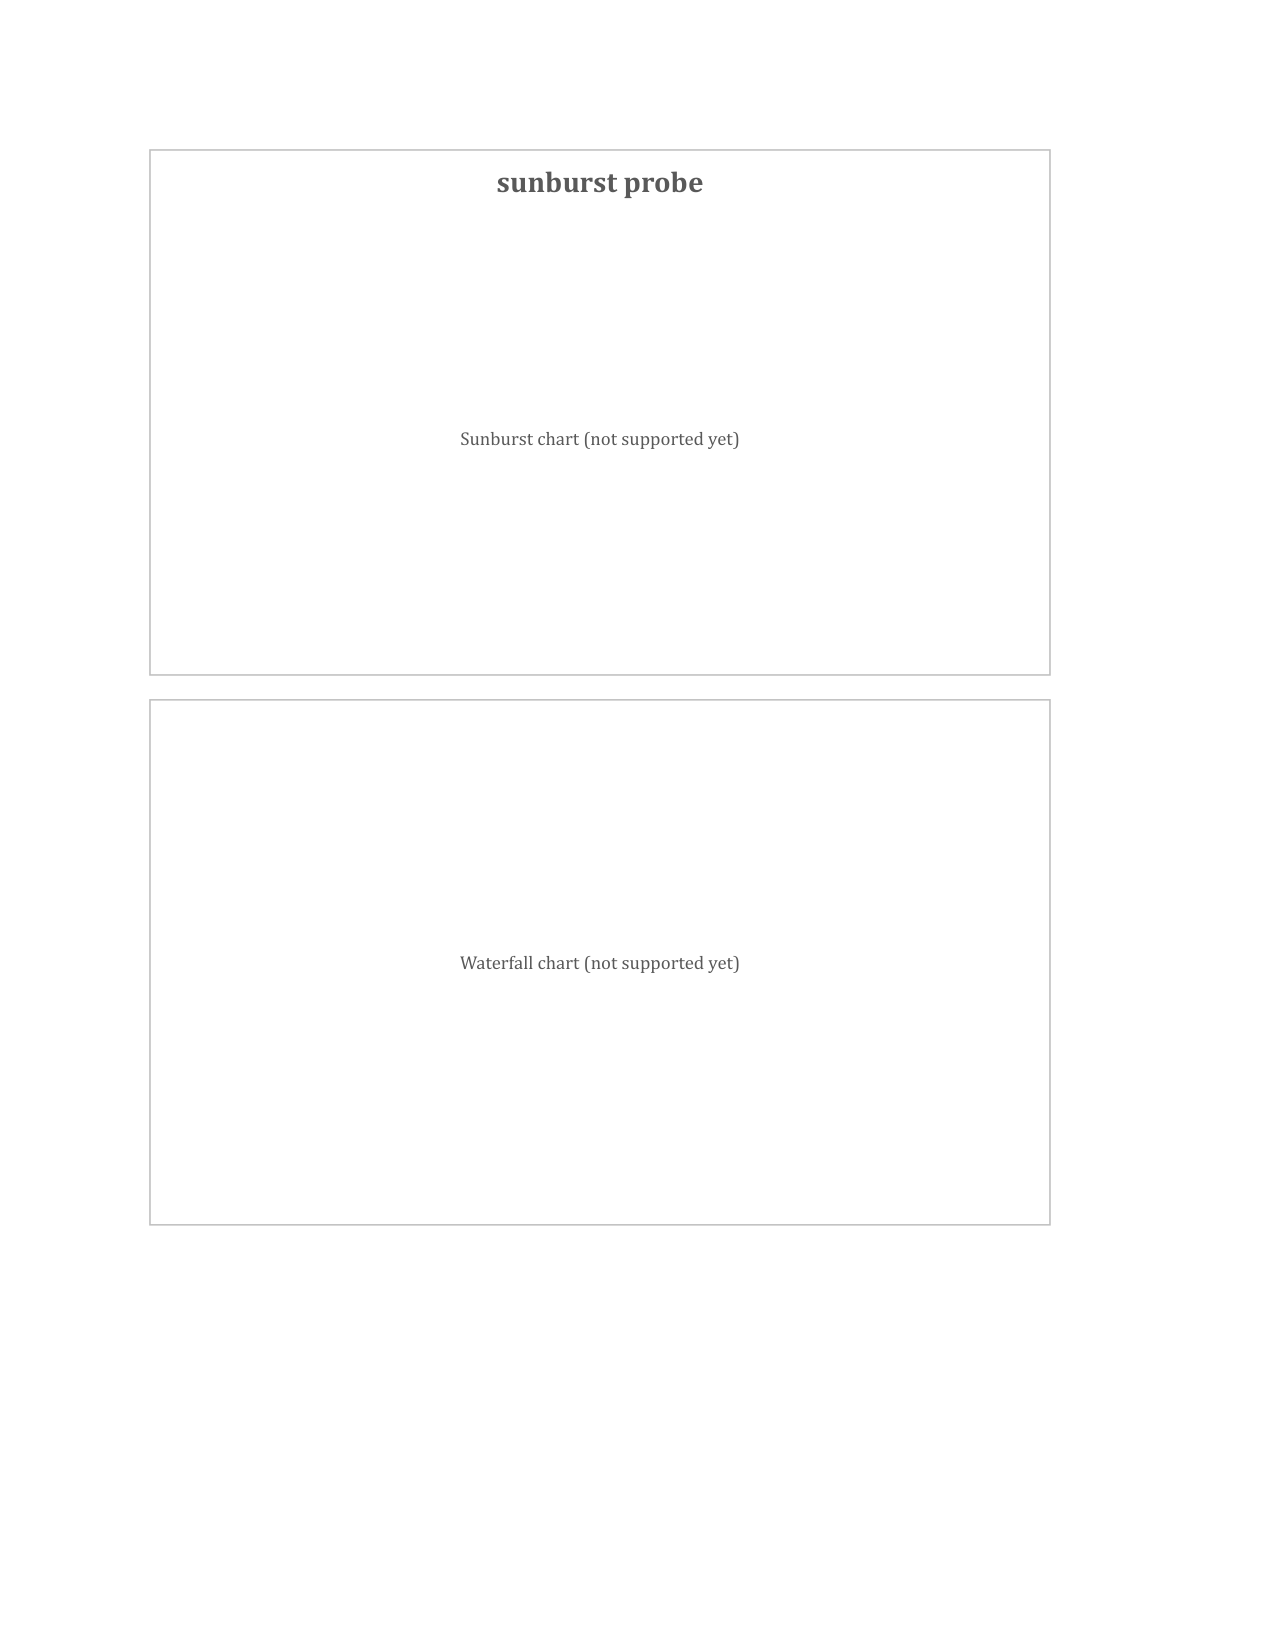 sunburst probe
Sunburst chart (not supported yet)
Waterfall chart (not supported yet)